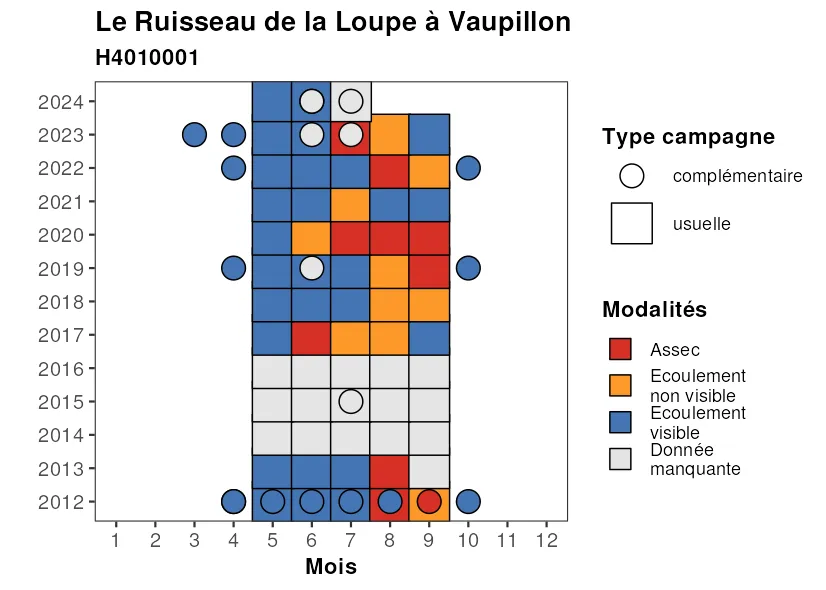 Le Ruisseau de la Loupe à Vaupillon
H4010001
2024
2023
2022
2021
2020
2019
2018
2017
2016
2015
2014
2013
2012
1 2 3 4 5 6 7 8 9 10 11 12
Mois
Type campagne
complémentaire
usuelle
Modalités
Assec
Ecoulement
non visible
Ecoulement
visible
Donnée
manquante